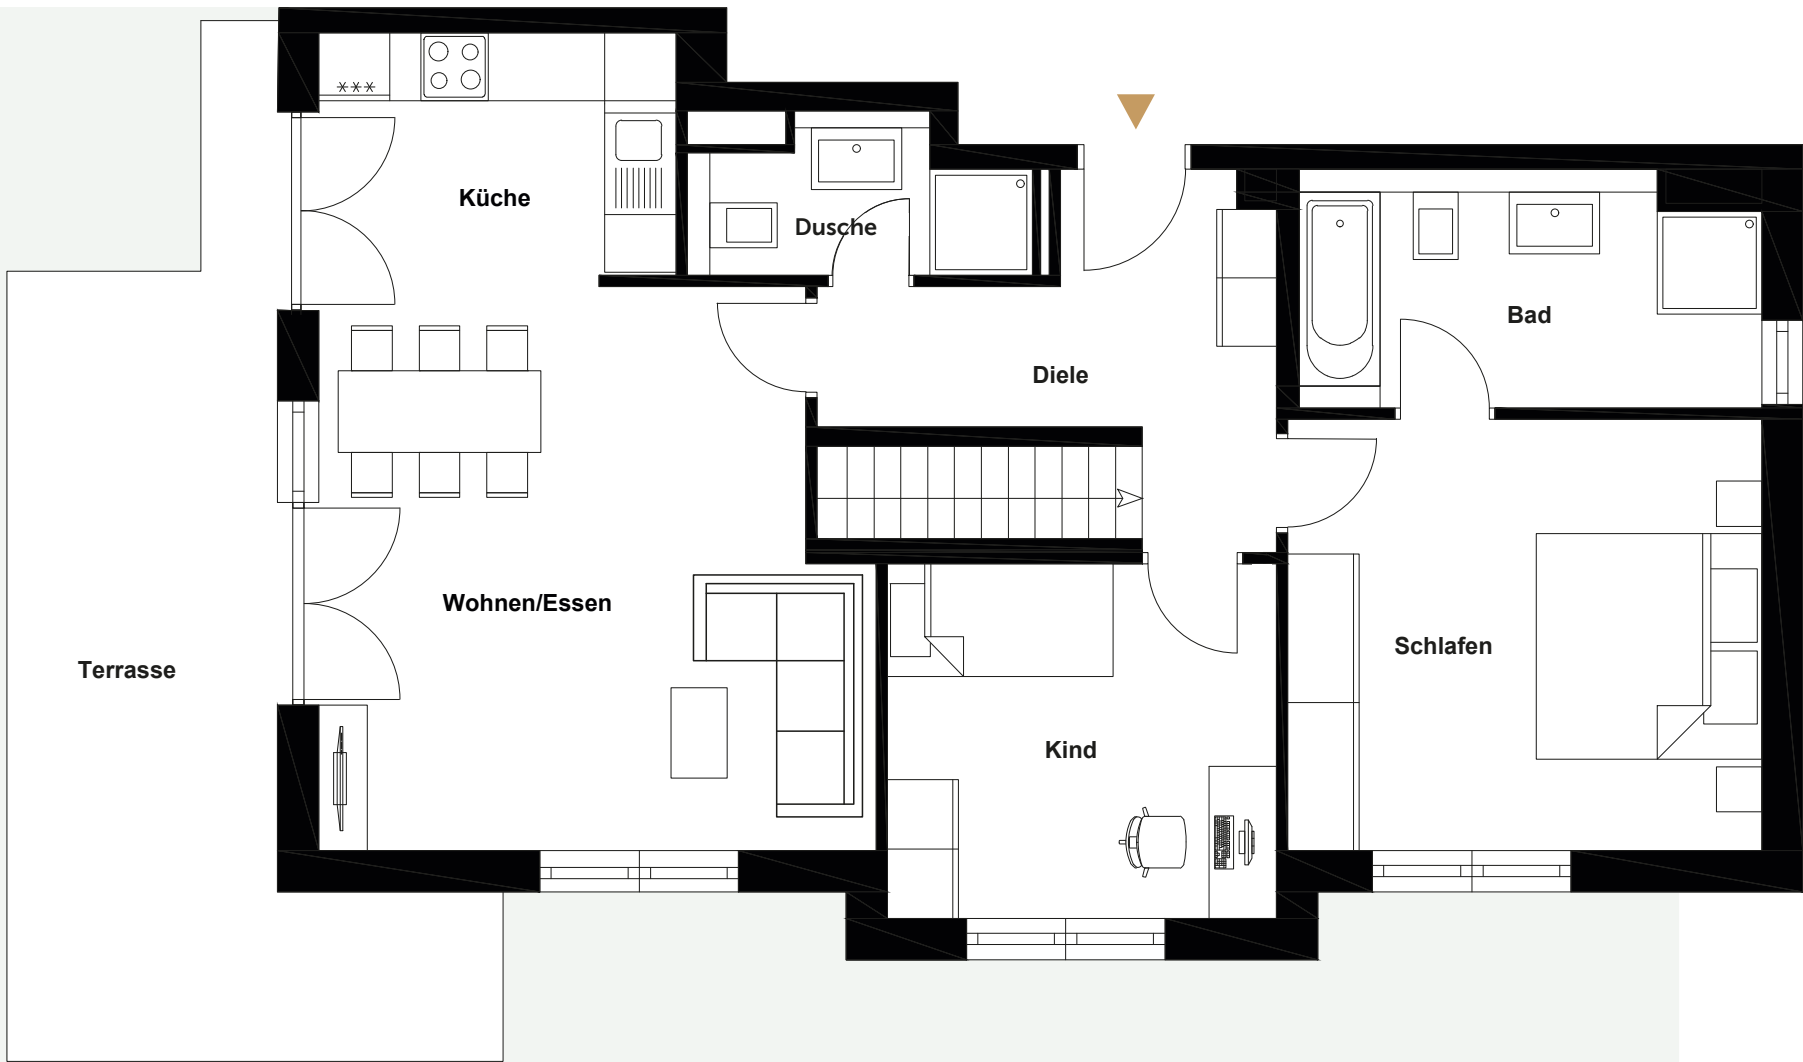 Küche
Dusche
Bad
Diele
Wohnen/Essen
Schlafen
Terrasse
Kind